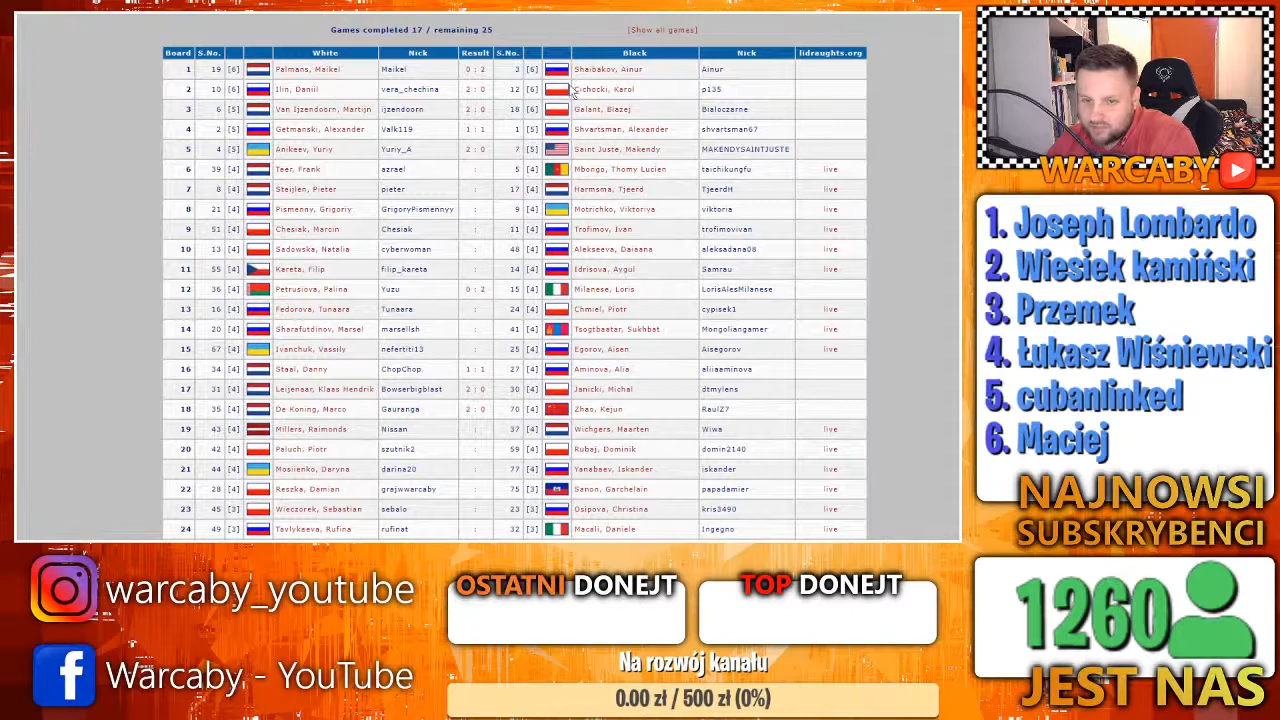 Games completed 17 / remaining 25 [Show all games]
Board S.No. White Nick Result S.No. Black Nick lidraughts.org
1 19 [6] Palmans, Maikel Maikel 0 : 2 3 [6] Shaibakov, Ainur Ainur
2 10 [6] Ilin, Daniil vera_chechina 2 : 0 12 [6] Cichocki, Karol p135
3 6 [5] Van Ijzendoorn, Martijn ijzendoorn 2 : 0 18 [6] Galant, Blazej Bialoczarne
4 2 [5] Getmanski, Alexander Valk119 1 : 1 1 [5] Shvartsman, Alexander shvartsman67
5 4 [5] Anikeev, Yuriy Yuriy_A 2 : 0 7 [5] Saint Juste, Makendy MAKENDYSAINTJUSTE
6 39 [4] Teer, Frank azrael : 5 [4] Mbongo, Thomy Lucien taichikungfu live
7 8 [4] Steijlen, Pieter pieter : 17 [4] Harmsma, Tjeerd TjeerdH live
8 21 [4] Pismenny, Grigoriy GrigoryPismennyy : 9 [4] Motrichko, Viktoriya viktoria live
9 51 [4] Chesiak, Marcin Chesiak : 11 [4] Trofimov, Ivan trofimovivan live
10 13 [4] Sadowska, Natalia cyberwoman : 48 [4] Alekseeva, Daiaana aleksadana08 live
11 55 [4] Kareta, Filip filip_kareta : 14 [4] Idrisova, Aygul Samrau live
12 36 [4] Petrusiova, Palina Yuzu 0 : 2 15 [4] Milanese, Loris LorisAlesMilanese
13 16 [4] Fedorova, Tunaara Tunaara : 24 [4] Chmiel, Piotr cypisek1 live
14 20 [4] Sharafutdinov, Marsel marsellsh : 41 [4] Tsogtbaatar, Sukhbat Mongoliangamer live
15 67 [4] Ivanchuk, Vassily nefertiti13 : 25 [4] Egorov, Aisen Aisegorov live
16 34 [4] Staal, Danny ChopChop 1 : 1 27 [4] Aminova, Alia aliiaaminova
17 31 [4] Leijenaar, Klaas Hendrik Bowserbigblast 2 : 0 30 [4] Janicki, Michal dtmylens
18 35 [4] De Koning, Marco Gauranga 2 : 0 70 [4] Zhao, Kejun RaulZ7
19 43 [4] Millers, Raimonds Nissan : 37 [4] Wichgers, Maarten Wiwa live
20 42 [4] Paluch, Piotr szutnik2 : 59 [4] Rubaj, Dominik domin2140 live
21 44 [4] Mosienko, Daryna darina20 : 77 [4] Yanabaev, Iskander iskander live
22 28 [4] Reszka, Damian grajwwarcaby : 75 [3] Sanon, Garchelain papadamier live
23 45 [3] Wieczorek, Sebastian sebalo : 23 [3] Osipova, Christina kris3490 live
24 49 [3] Tavlykaeva, Rufina rufinat : 32 [3] Macali, Daniele Ingegno live
WARCABY
1. Joseph Lombardo
2. Wiesiek kamiński
3. Przemek
4. Łukasz Wiśniewski
5. cubanlinked
6. Maciej
NAJNOWSI
SUBSKRYBENCI
1260
JEST NAS
warcaby_youtube
Warcaby - YouTube
OSTATNI DONEJT
TOP DONEJT
Na rozwój kanału
0.00 zł / 500 zł (0%)